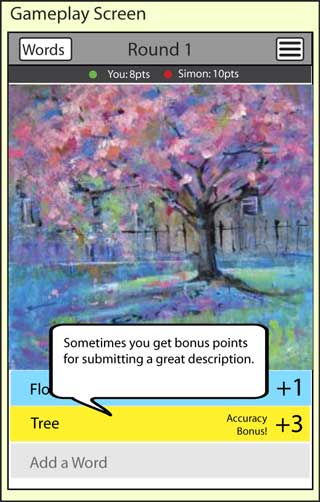 Gameplay Screen
Words
Round 1
You: 8pts
Simon: 10pts
Sometimes you get bonus points
for submitting a great description.
+1
Tree
Accuracy
Bonus!
+3
Add a Word